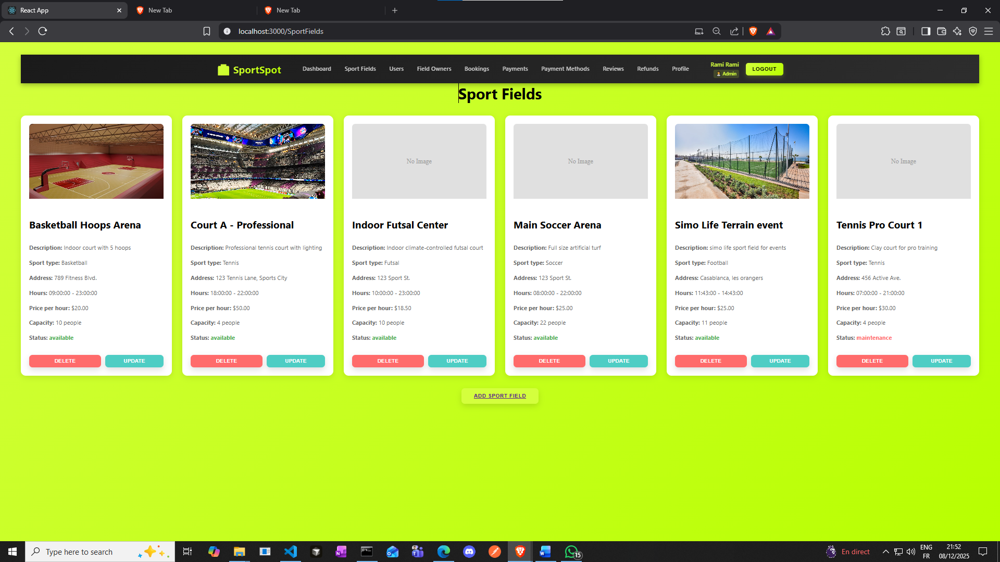 React App
New Tab
New Tab
localhost:3000/SportFields
SportSpot
Dashboard
Sport Fields
Users
Field Owners
Bookings
Payments
Payment Methods
Reviews
Refunds
Profile
Rami Rami
Admin
LOGOUT
Sport Fields
Basketball Hoops Arena
Description: Indoor court with 5 hoops
Sport type: Basketball
Address: 789 Fitness Blvd.
Hours: 09:00:00 - 23:00:00
Price per hour: $20.00
Capacity: 10 people
Status: available
DELETE
UPDATE
Court A - Professional
Description: Professional tennis court with lighting
Sport type: Tennis
Address: 123 Tennis Lane, Sports City
Hours: 18:00:00 - 22:00:00
Price per hour: $50.00
Capacity: 4 people
Status: available
DELETE
UPDATE
No Image
Indoor Futsal Center
Description: Indoor climate-controlled futsal court
Sport type: Futsal
Address: 123 Sport St.
Hours: 10:00:00 - 23:00:00
Price per hour: $18.50
Capacity: 10 people
Status: available
DELETE
UPDATE
No Image
Main Soccer Arena
Description: Full size artificial turf
Sport type: Soccer
Address: 123 Sport St.
Hours: 08:00:00 - 22:00:00
Price per hour: $25.00
Capacity: 22 people
Status: available
DELETE
UPDATE
Simo Life Terrain event
Description: simo life sport field for events
Sport type: Football
Address: Casablanca, les orangers
Hours: 11:43:00 - 14:43:00
Price per hour: $25.00
Capacity: 11 people
Status: available
DELETE
UPDATE
No Image
Tennis Pro Court 1
Description: Clay court for pro training
Sport type: Tennis
Address: 456 Active Ave.
Hours: 07:00:00 - 21:00:00
Price per hour: $30.00
Capacity: 4 people
Status: maintenance
DELETE
UPDATE
ADD SPORT FIELD
Type here to search
15
En direct
ENG
FR
21:52
08/12/2025